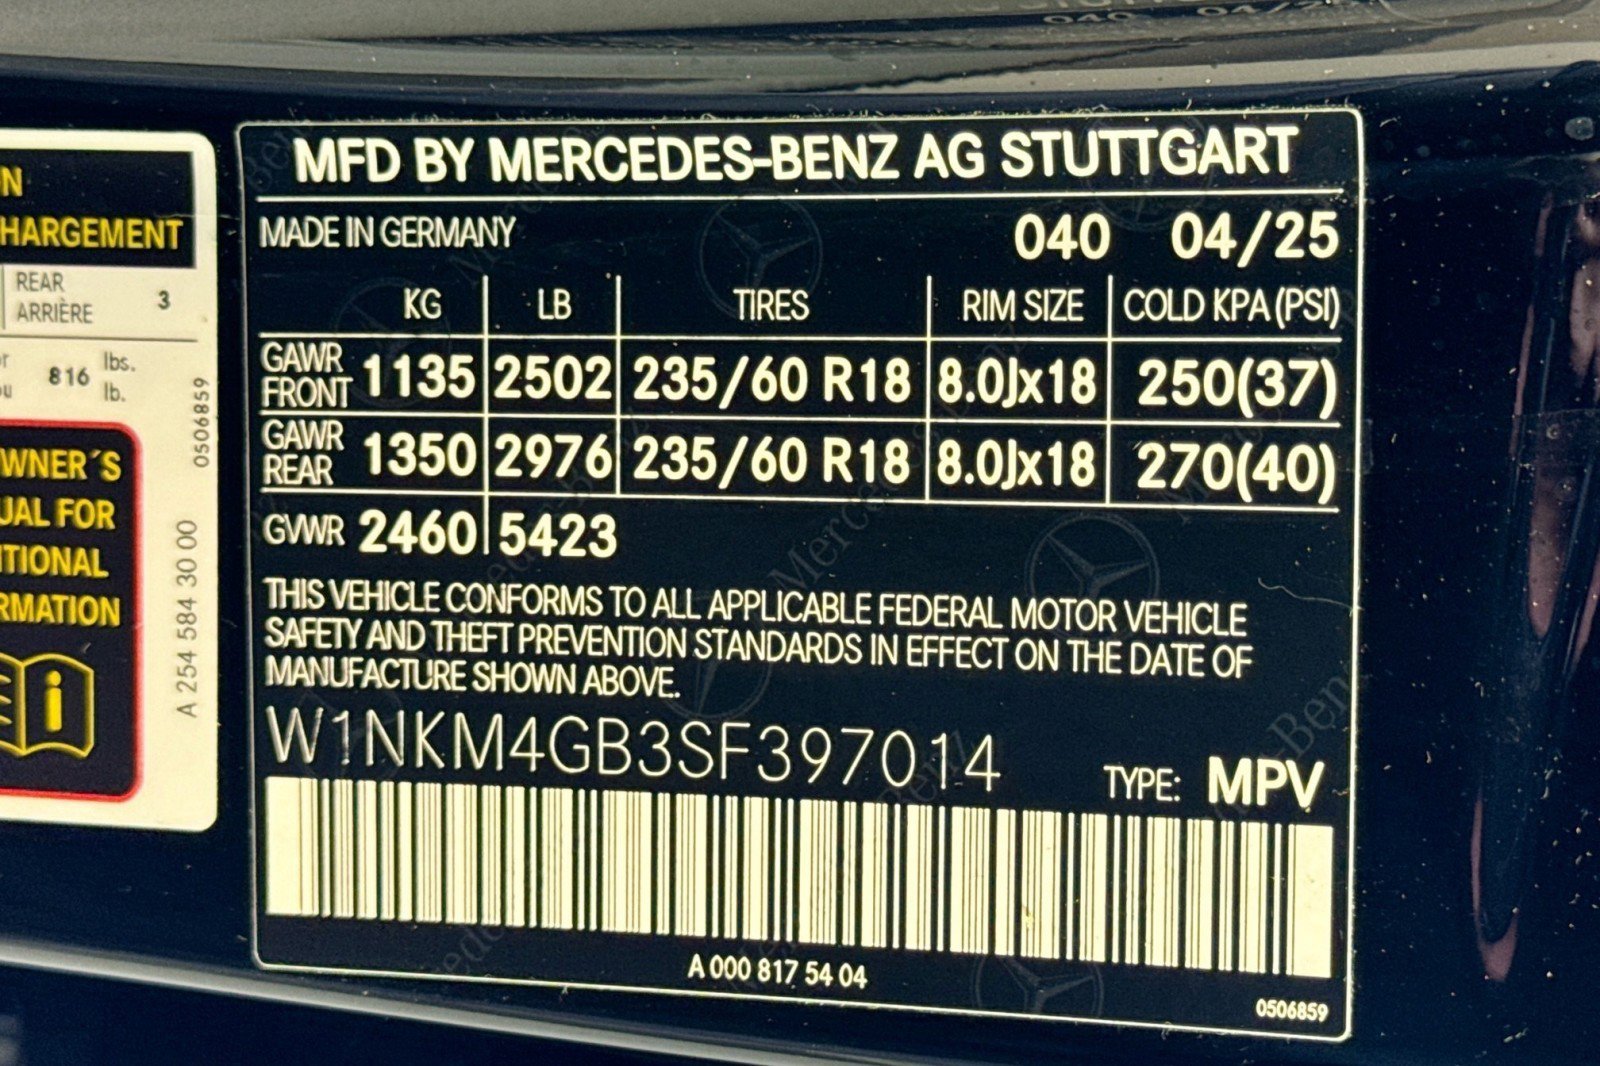 MFD BY MERCEDES-BENZ AG STUTTGART
MADE IN GERMANY 040 04/25
KG LB TIRES RIM SIZE COLD KPA (PSI)
GAWR FRONT 1135 2502 235/60 R18 8.0Jx18 250(37)
GAWR REAR 1350 2976 235/60 R18 8.0Jx18 270(40)
GVWR 2460 5423
THIS VEHICLE CONFORMS TO ALL APPLICABLE FEDERAL MOTOR VEHICLE
SAFETY AND THEFT PREVENTION STANDARDS IN EFFECT ON THE DATE OF
MANUFACTURE SHOWN ABOVE.
W1NKM4GB3SF397014
TYPE: MPV
A 000 817 54 04
0506859
ON
HARGEMENT
REAR
ARRIÈRE 3
816 lbs.
lb.
0506859
WNER´S
UAL FOR
ITIONAL
RMATION
A 254 584 30 00